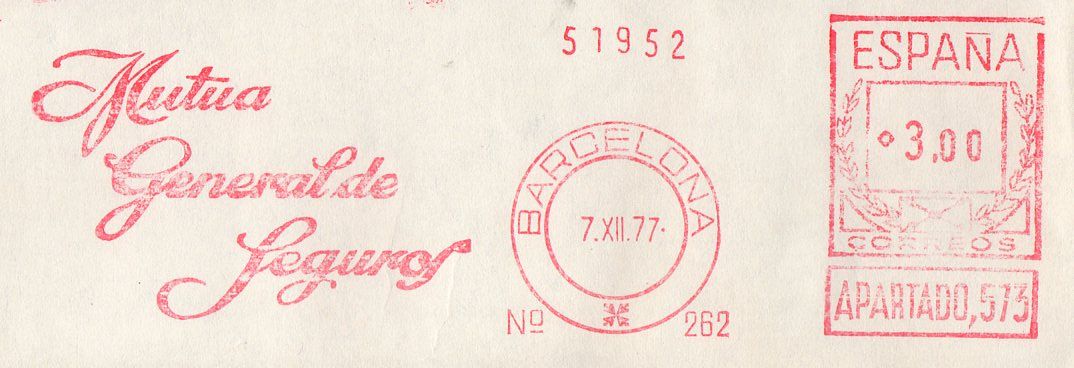 Mutua
General de
Seguros
51952
BARCELONA
7.XII.77.
Nº 262
ESPAÑA
3,00
CORREOS
APARTADO, 573